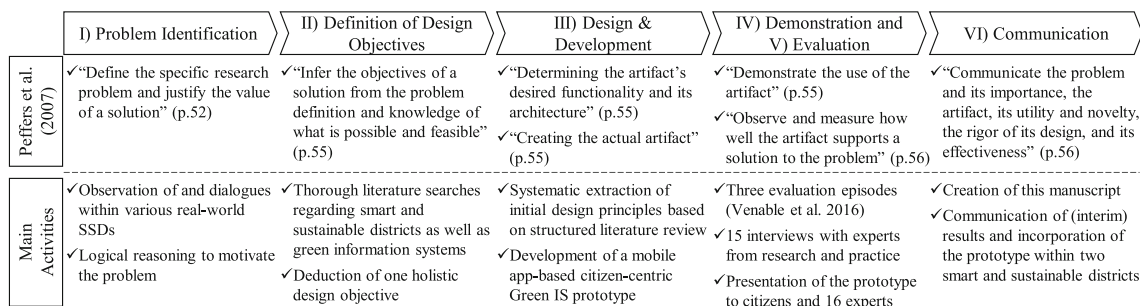 I) Problem Identification
II) Definition of Design
Objectives
III) Design &
Development
IV) Demonstration and
V) Evaluation
VI) Communication
Peffers et al.
(2007)
✓“Define the specific research
problem and justify the value
of a solution” (p.52)
✓“Infer the objectives of a
solution from the problem
definition and knowledge of
what is possible and feasible”
(p.55)
✓“Determining the artifact’s
desired functionality and its
architecture” (p.55)
✓“Creating the actual artifact”
(p.55)
✓“Demonstrate the use of the
artifact” (p.55)
✓“Observe and measure how
well the artifact supports a
solution to the problem” (p.56)
✓“Communicate the problem
and its importance, the
artifact, its utility and novelty,
the rigor of its design, and its
effectiveness” (p.56)
Main
Activities
✓Observation of and dialogues
within various real-world
SSDs
✓Logical reasoning to motivate
the problem
✓Thorough literature searches
regarding smart and
sustainable districts as well as
green information systems
✓Deduction of one holistic
design objective
✓Systematic extraction of
initial design principles based
on structured literature review
✓Development of a mobile
app-based citizen-centric
Green IS prototype
✓Three evaluation episodes
(Venable et al. 2016)
✓15 interviews with experts
from research and practice
✓Presentation of the prototype
to citizens and 16 experts
✓Creation of this manuscript
✓Communication of (interim)
results and incorporation of
the prototype within two
smart and sustainable districts